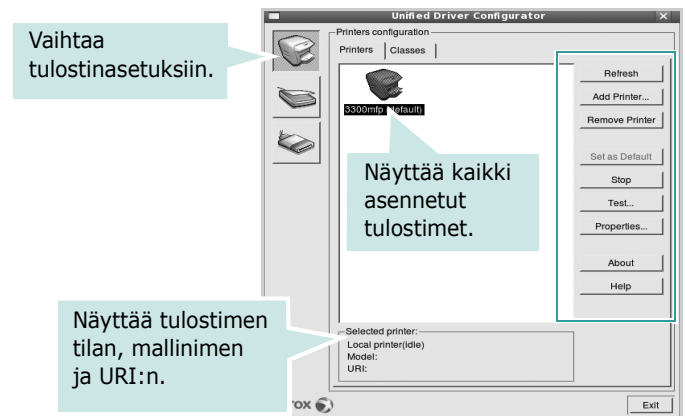 Unified Driver Configurator
Vaihtaa
tulostinasetuksiin.
Printers configuration
Printers
Classes
3300mfp (default)
Näyttää kaikki
asennetut
tulostimet.
Refresh
Add Printer...
Remove Printer
Set as Default
Stop
Test...
Properties...
About
Help
Näyttää tulostimen
tilan, mallinimen
ja URI:n.
Selected printer:
Local printer(idle)
Model:
URI:
Exit